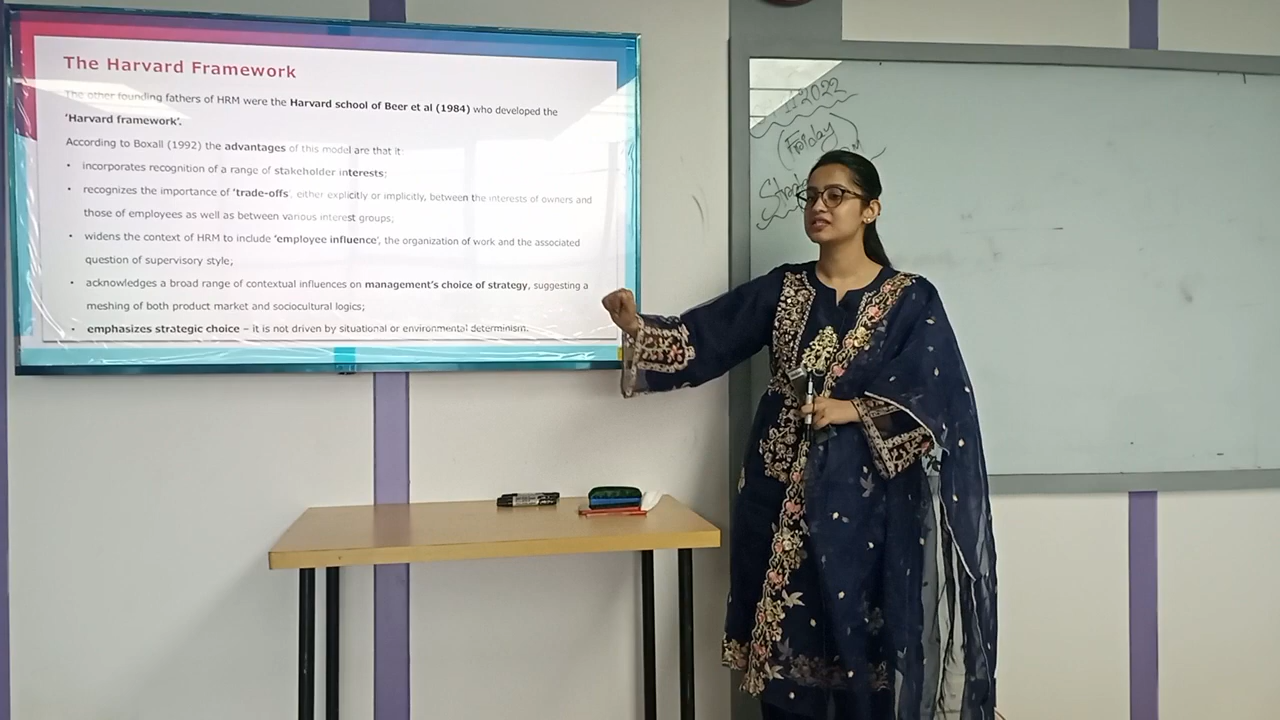 The Harvard Framework
The other founding fathers of HRM were the Harvard school of Beer et al (1984) who developed the
‘Harvard framework’.
According to Boxall (1992) the advantages of this model are that it:
• incorporates recognition of a range of stakeholder interests;
• recognizes the importance of ‘trade-offs’, either explicitly or implicitly, between the interests of owners and
those of employees as well as between various interest groups;
• widens the context of HRM to include ‘employee influence’, the organization of work and the associated
question of supervisory style;
• acknowledges a broad range of contextual influences on management’s choice of strategy, suggesting a
meshing of both product market and sociocultural logics;
• emphasizes strategic choice – it is not driven by situational or environmental determinism.
2022
(Friday